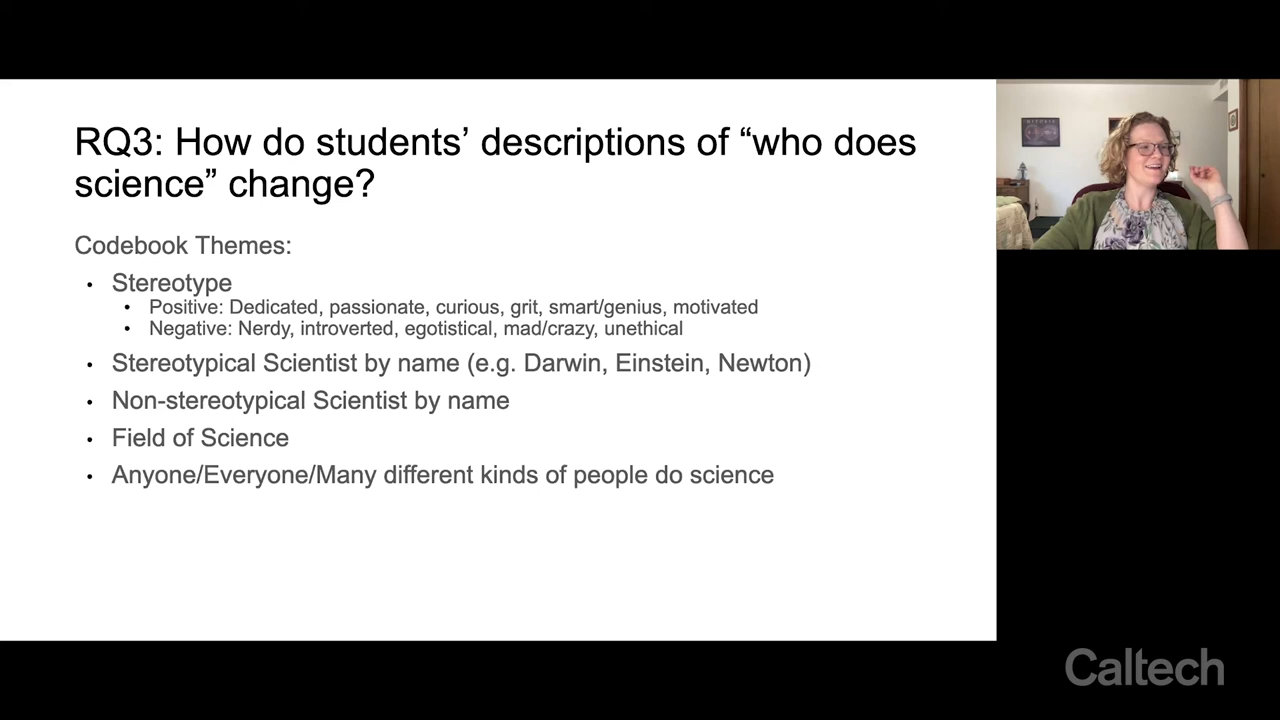 RQ3: How do students’ descriptions of “who does
science” change?
Codebook Themes:
• Stereotype
• Positive: Dedicated, passionate, curious, grit, smart/genius, motivated
• Negative: Nerdy, introverted, egotistical, mad/crazy, unethical
• Stereotypical Scientist by name (e.g. Darwin, Einstein, Newton)
• Non-stereotypical Scientist by name
• Field of Science
• Anyone/Everyone/Many different kinds of people do science
Caltech